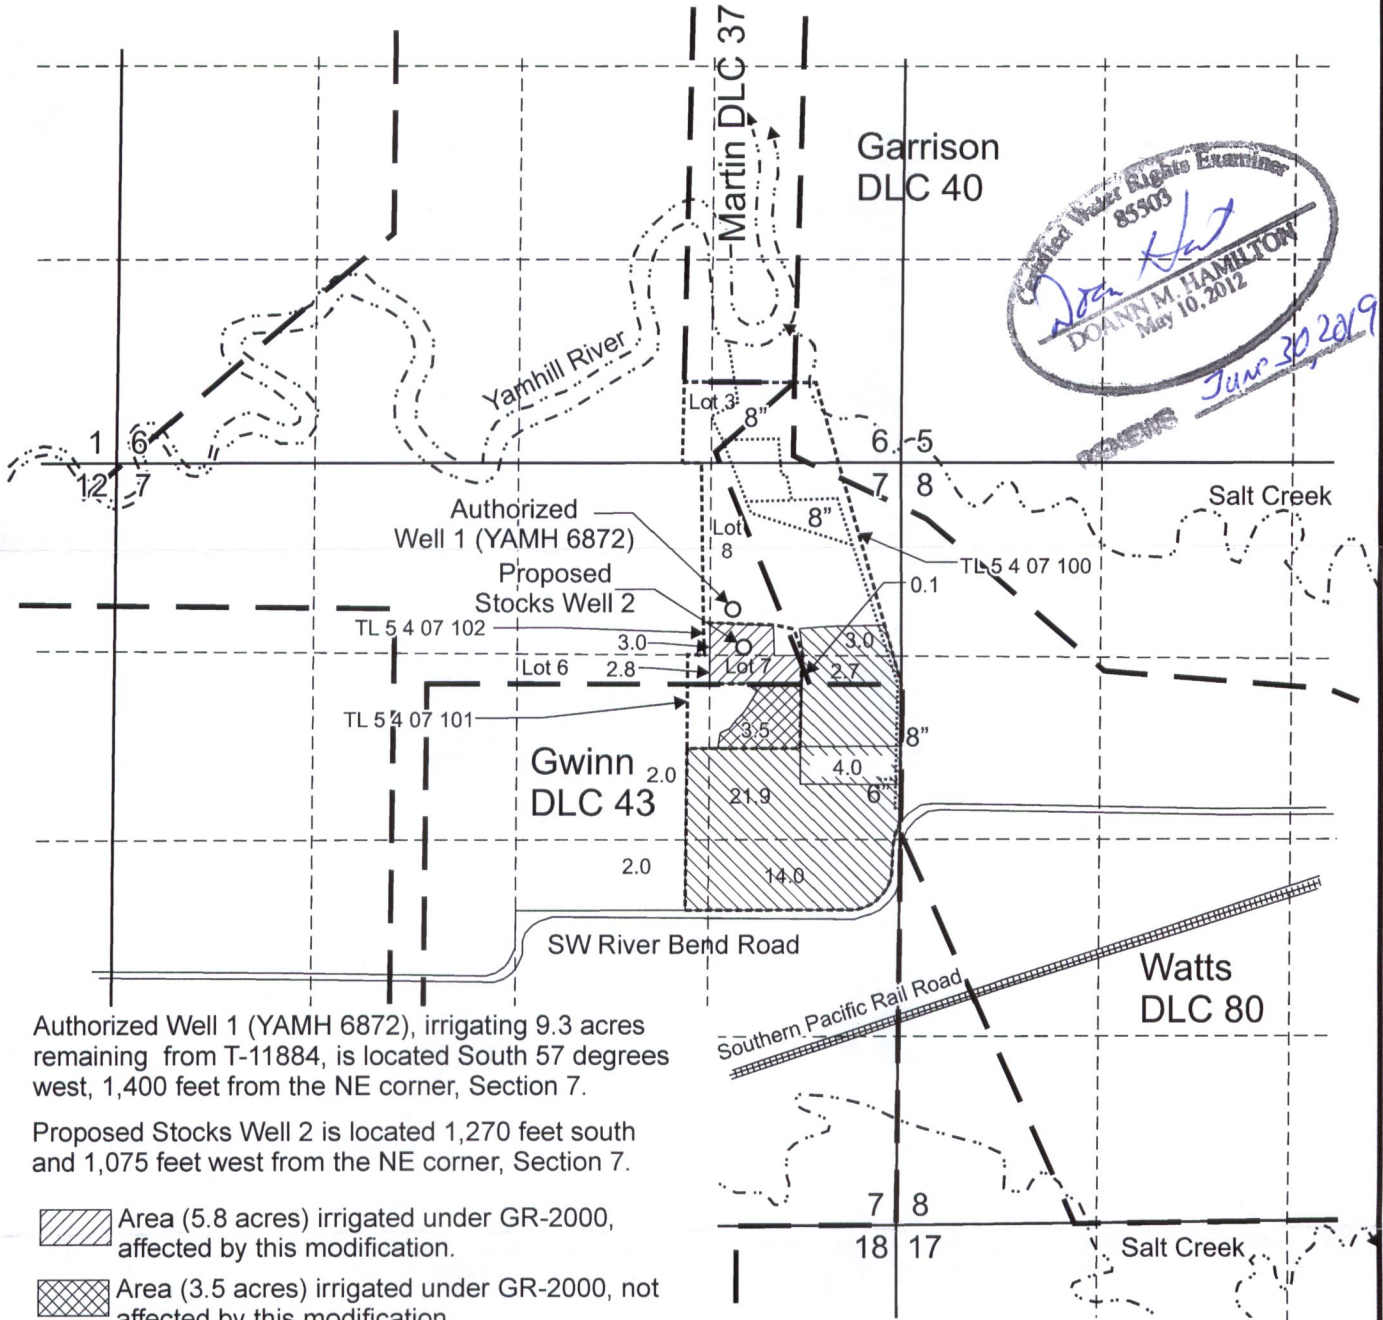 Martin DLC 37
Garrison
DLC 40
Certified Water Rights Examiner
85503
DOANN M. HAMILTON
May 10, 2012
RENEWS June 30, 2019
Yamhill River
Lot 3
8”
1 6
12 7
6 5
7 8
Salt Creek
Authorized
Well 1 (YAMH 6872)
Lot
8
8”
TL 5 4 07 100
Proposed
Stocks Well 2
0.1
TL 5 4 07 102
3.0
3.0
Lot 6
2.8
Lot 7
2.7
TL 5 4 07 101
3.5
8”
Gwinn
DLC 43
2.0
21.9
4.0
6”
2.0
14.0
SW River Bend Road
Watts
DLC 80
Southern Pacific Rail Road
Authorized Well 1 (YAMH 6872), irrigating 9.3 acres
remaining from T-11884, is located South 57 degrees
west, 1,400 feet from the NE corner, Section 7.
Proposed Stocks Well 2 is located 1,270 feet south
and 1,075 feet west from the NE corner, Section 7.
7 8
18 17
Salt Creek
Area (5.8 acres) irrigated under GR-2000,
affected by this modification.
Area (3.5 acres) irrigated under GR-2000, not
affected by this modification